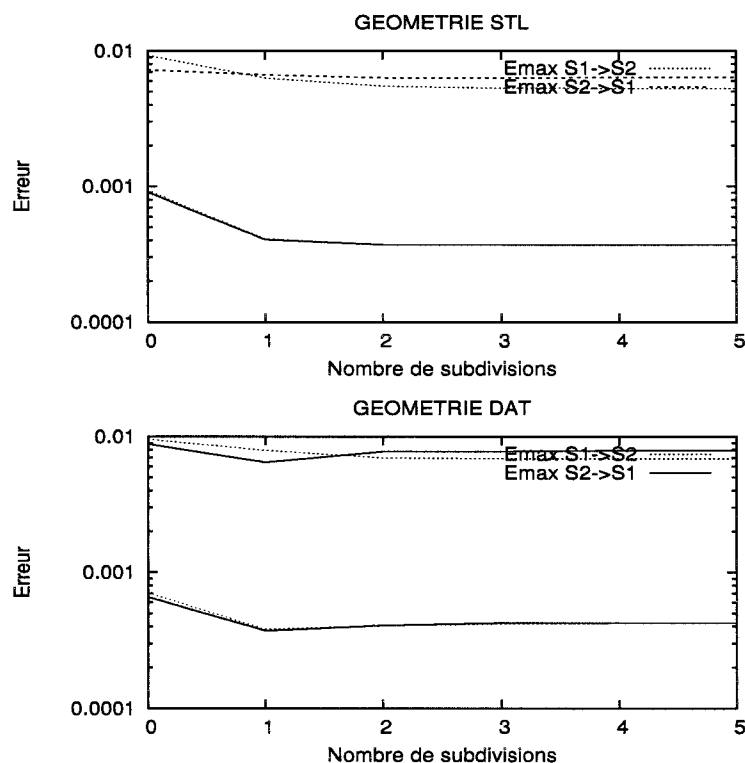 GEOMETRIE STL
0.01
Emax S1->S2
Emax S2->S1
Erreur
0.001
0.0001
0 1 2 3 4 5
Nombre de subdivisions
GEOMETRIE DAT
0.01
Emax S1->S2
Emax S2->S1
Erreur
0.001
0.0001
0 1 2 3 4 5
Nombre de subdivisions